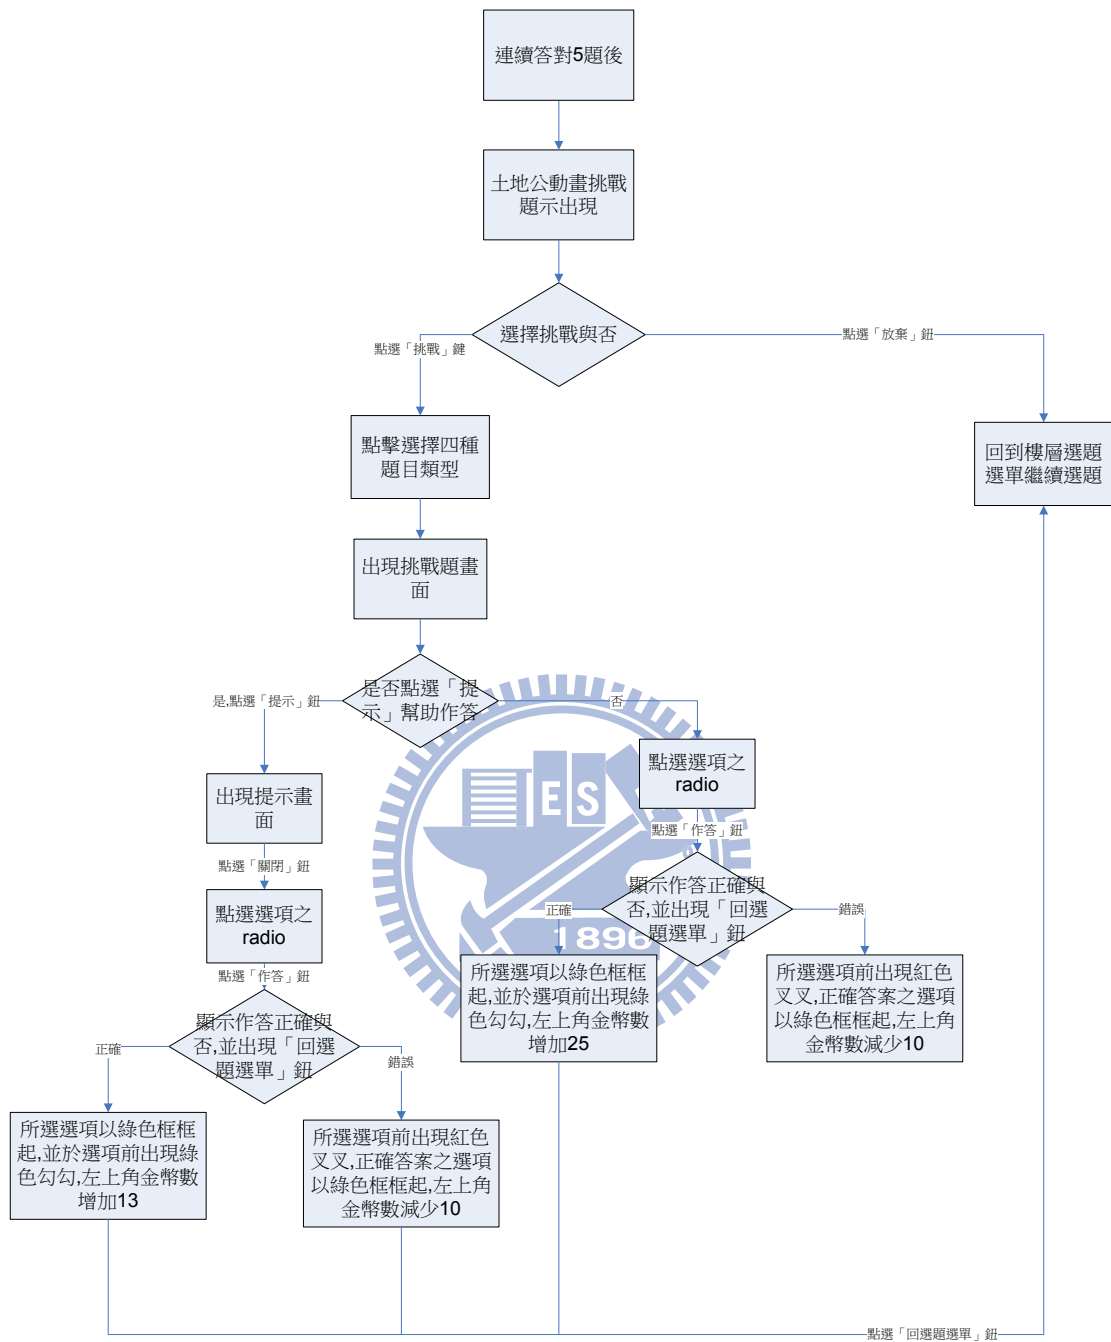 連續答對5題後
土地公動畫挑戰
題示出現
選擇挑戰與否
點選「挑戰」鍵
點選「放棄」鈕
點擊選擇四種
題目類型
回到樓層選題
選單繼續選題
出現挑戰題畫
面
是否點選「提
示」幫助作答
是,點選「提示」鈕
否
點選選項之
radio
出現提示畫
面
ES
點選「作答」鈕
點選「關閉」鈕
顯示作答正確與
否,並出現「回選
題選單」鈕
點選選項之
radio
正確
錯誤
1896
點選「作答」鈕
所選選項以綠色框框
起,並於選項前出現綠
色勾勾,左上角金幣數
增加25
所選選項前出現紅色
叉叉,正確答案之選項
以綠色框框起,左上角
金幣數減少10
顯示作答正確與
否,並出現「回選
題選單」鈕
正確
錯誤
所選選項以綠色框框
起,並於選項前出現綠
色勾勾,左上角金幣數
增加13
所選選項前出現紅色
叉叉,正確答案之選項
以綠色框框起,左上角
金幣數減少10
點選「回選題選單」鈕